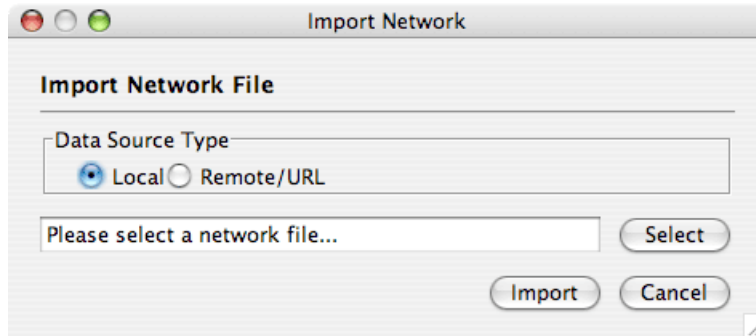 Import Network
Import Network File
Data Source Type
Local Remote/URL
Please select a network file... Select
Import Cancel